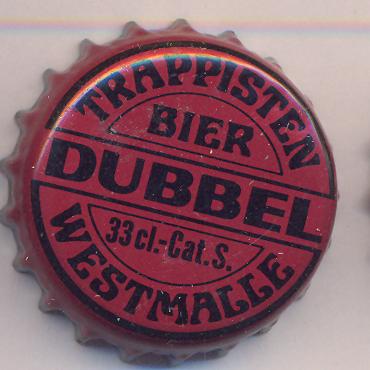 TRAPPISTEN
BIER
DUBBEL
33 cl.-Cat.S.
WESTMALLE